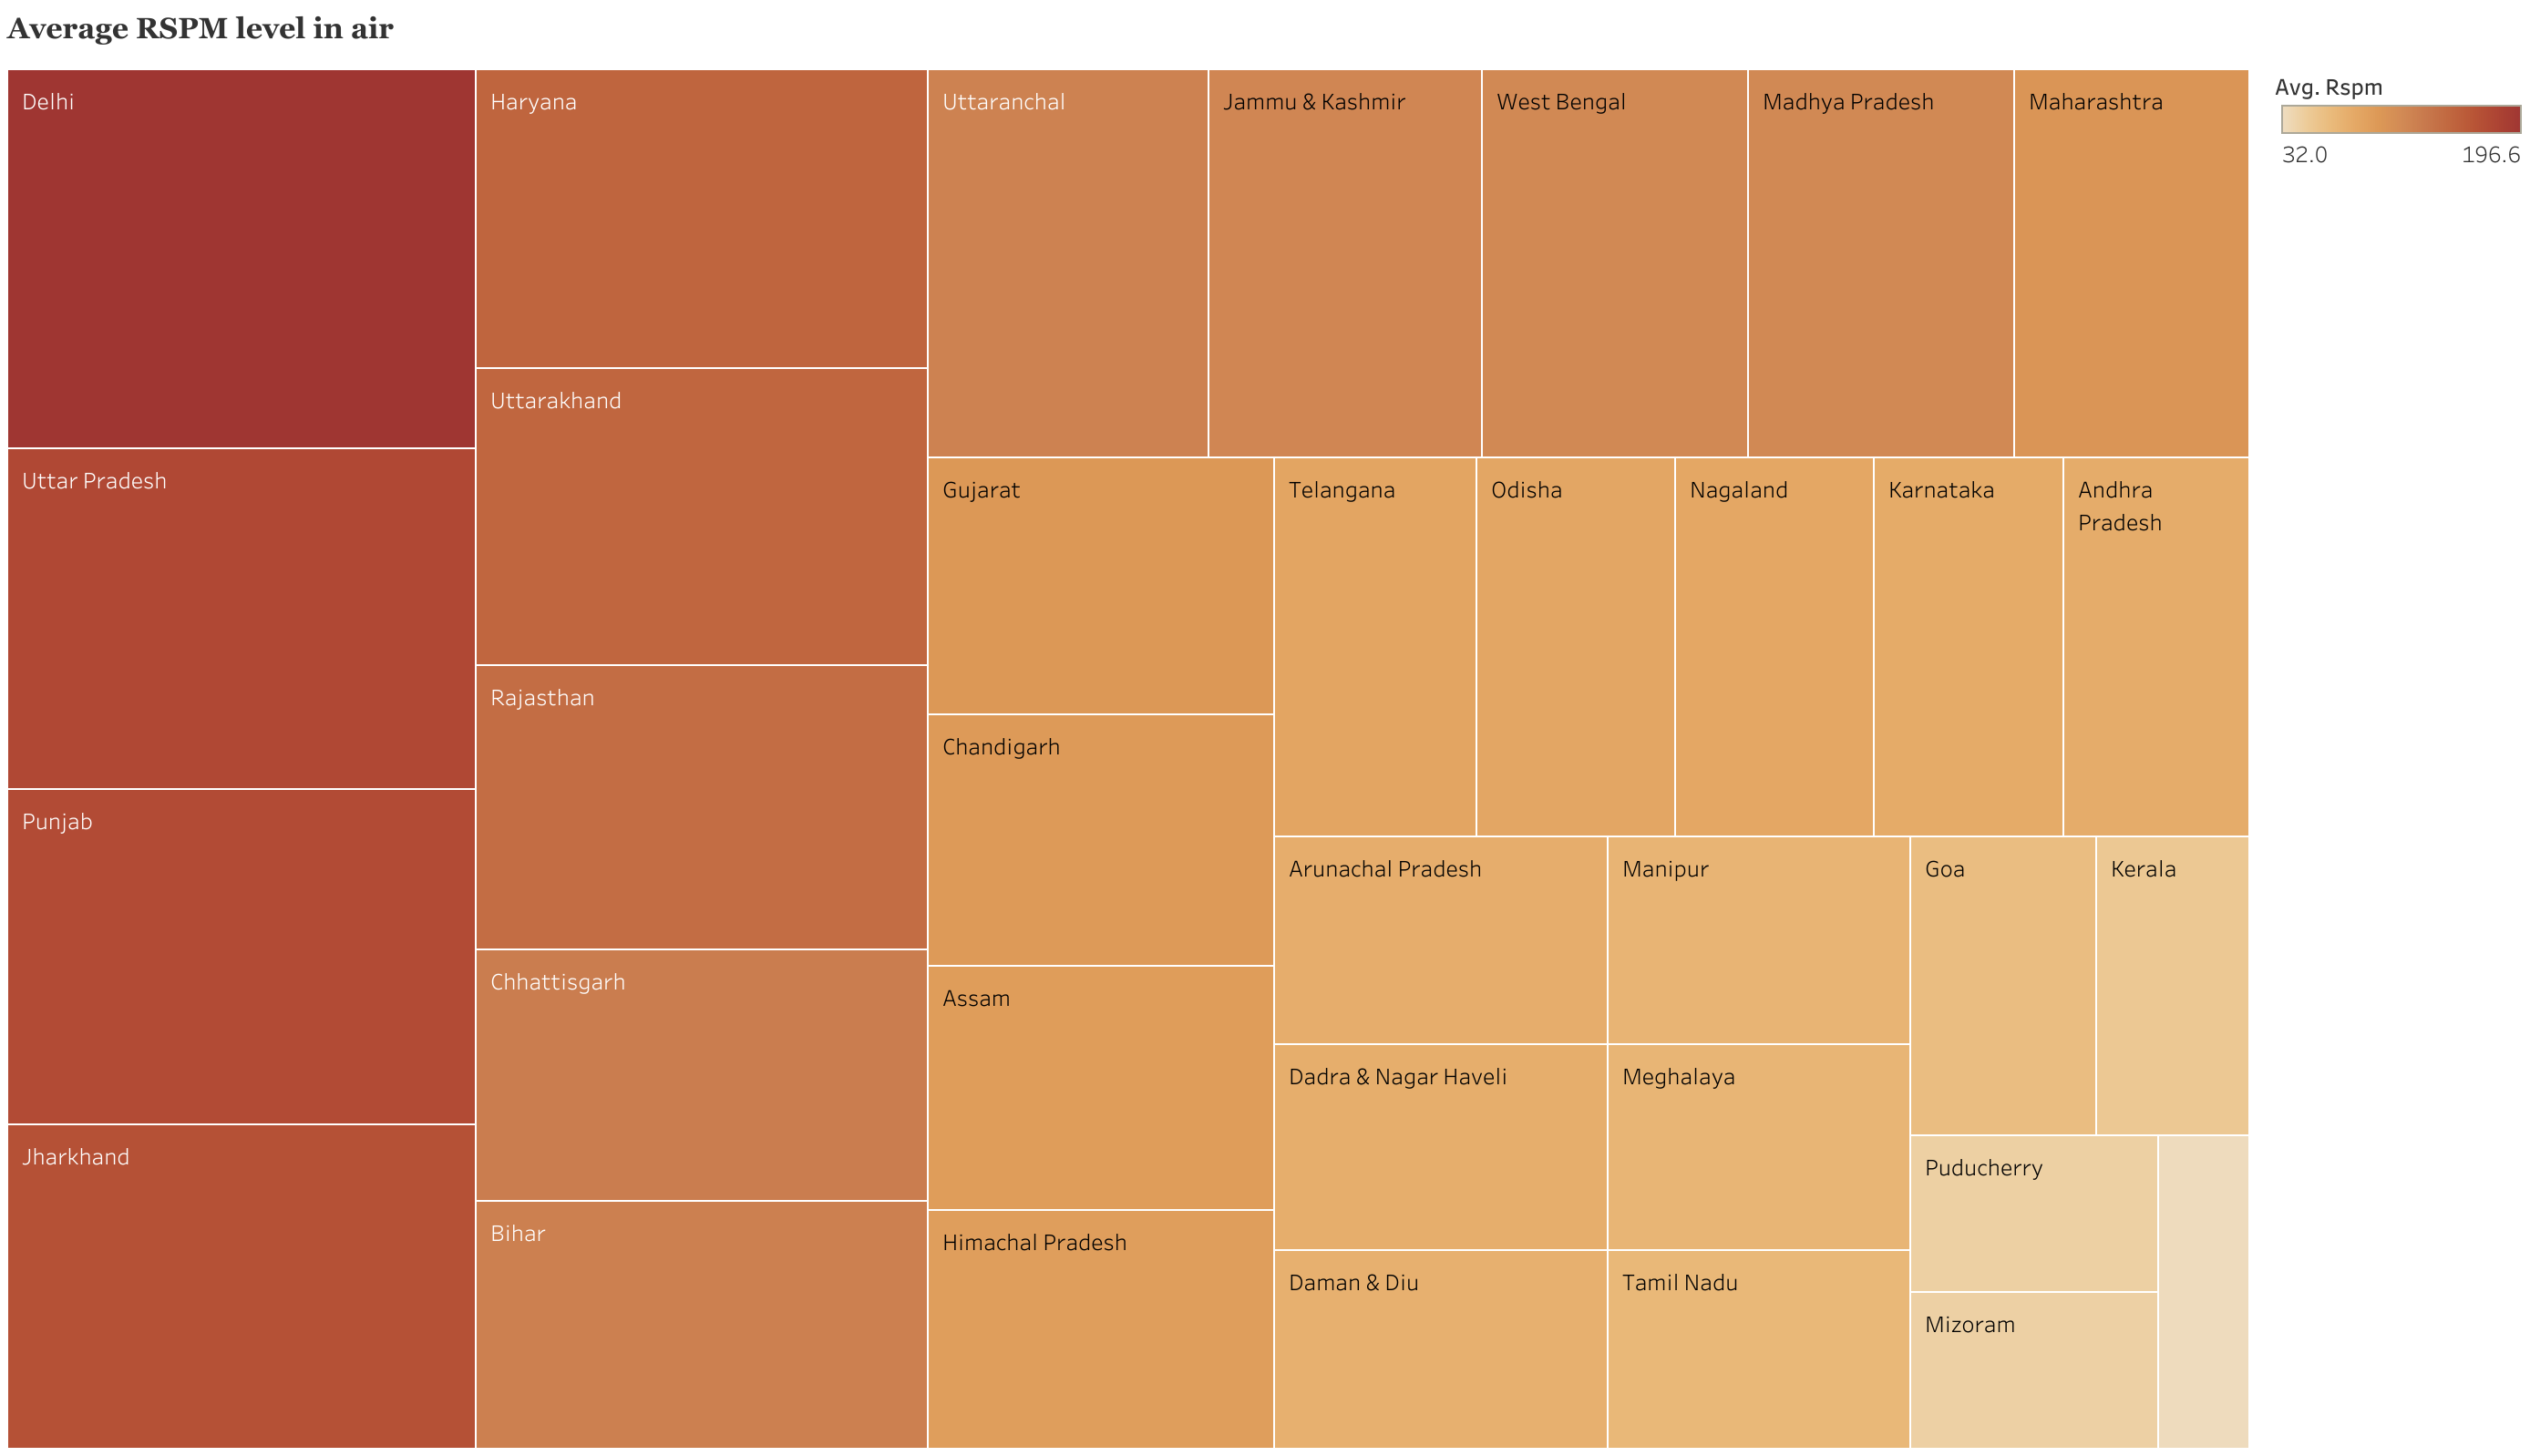 Average RSPM level in air
Delhi
Uttar Pradesh
Punjab
Jharkhand
Haryana
Uttarakhand
Rajasthan
Chhattisgarh
Bihar
Uttaranchal
Jammu & Kashmir
West Bengal
Madhya Pradesh
Maharashtra
Gujarat
Chandigarh
Assam
Himachal Pradesh
Telangana
Odisha
Nagaland
Karnataka
Andhra
Pradesh
Arunachal Pradesh
Dadra & Nagar Haveli
Daman & Diu
Manipur
Meghalaya
Tamil Nadu
Goa
Kerala
Puducherry
Mizoram
Avg. Rspm
32.0 196.6